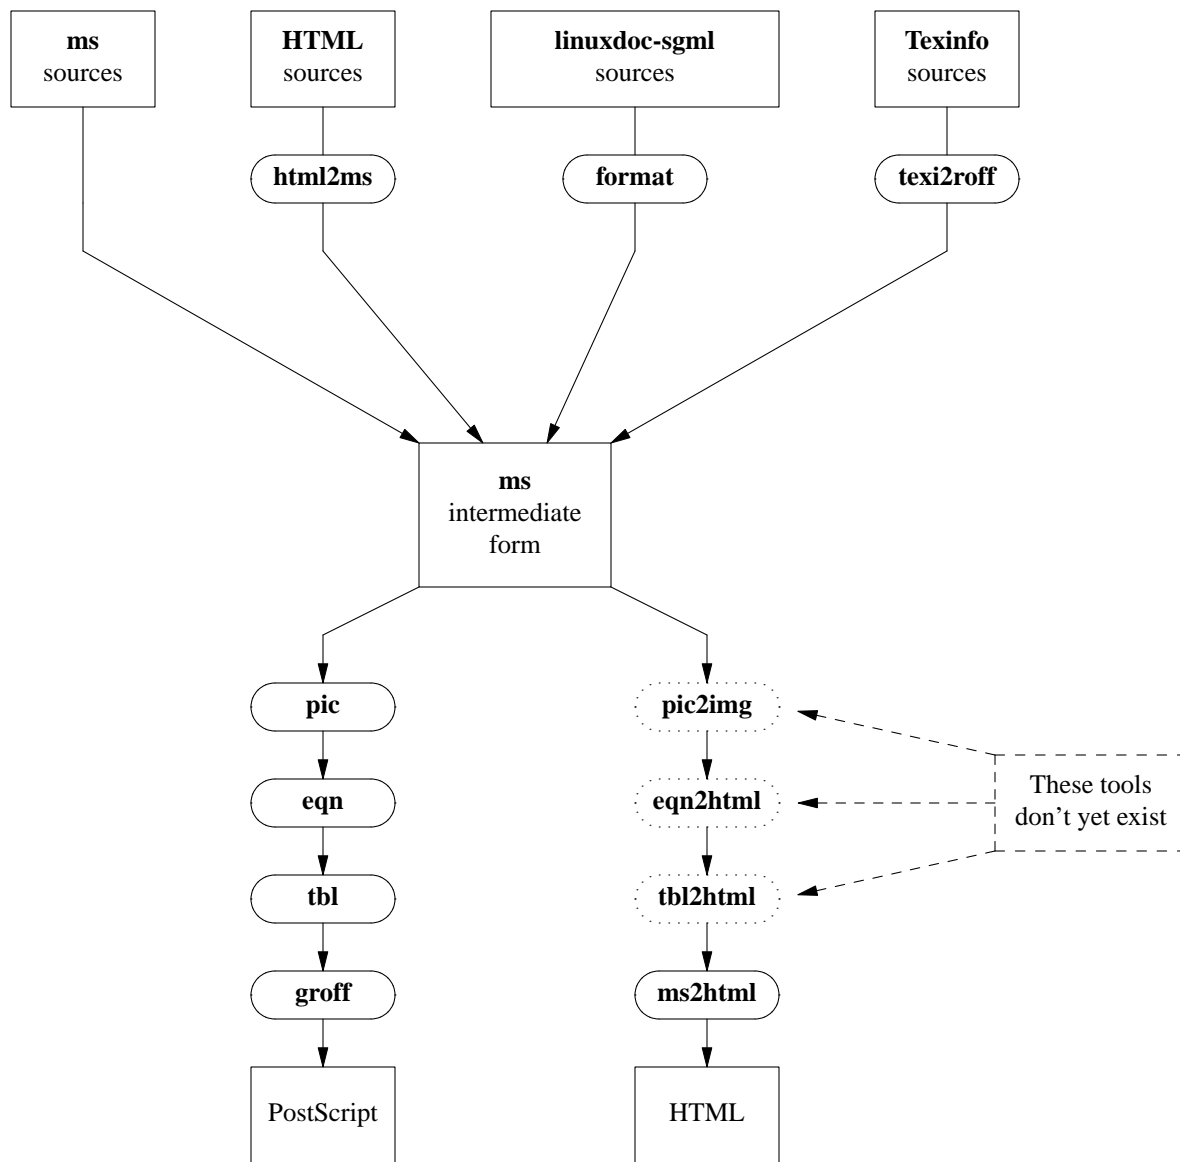 ms
sources
HTML
sources
linuxdoc-sgml
sources
Texinfo
sources
html2ms
format
texi2roff
ms
intermediate
form
pic
pic2img
eqn
eqn2html
These tools
don't yet exist
tbl
tbl2html
groff
ms2html
PostScript
HTML